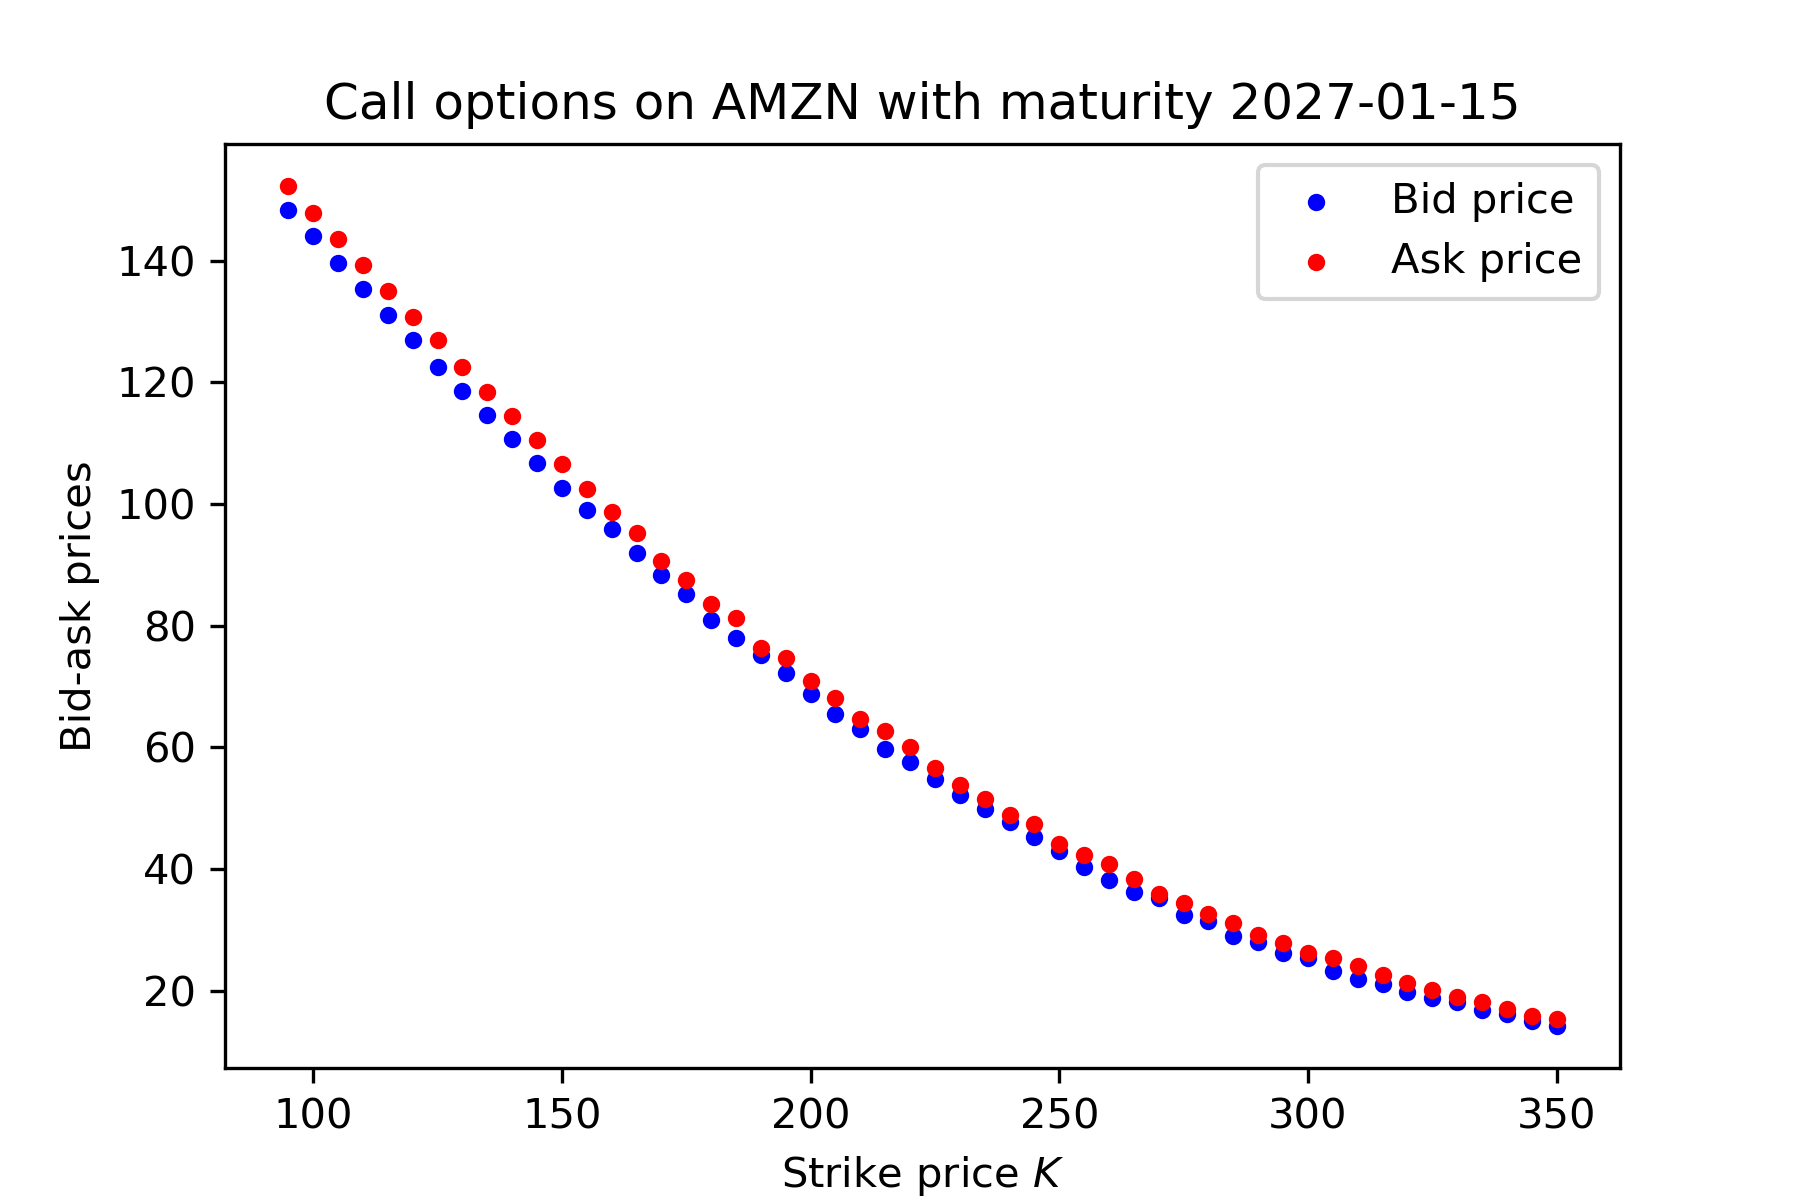 Call options on AMZN with maturity 2027-01-15
Bid price
Ask price
Bid-ask prices
140
120
100
80
60
40
20
100 150 200 250 300 350
Strike price K